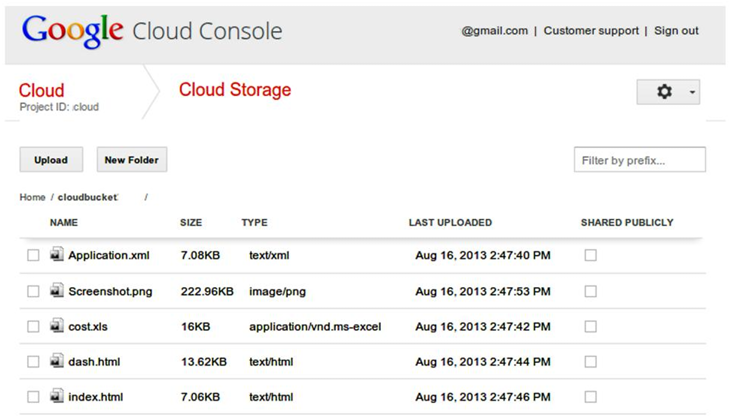 Google Cloud Console
@gmail.com | Customer support | Sign out
Cloud
Project ID: :cloud
Cloud Storage
Upload New Folder
Filter by prefix...
Home / cloudbucket /
NAME SIZE TYPE LAST UPLOADED SHARED PUBLICLY
Application.xml 7.08KB text/xml Aug 16, 2013 2:47:40 PM
Screenshot.png 222.96KB image/png Aug 16, 2013 2:47:53 PM
cost.xls 16KB application/vnd.ms-excel Aug 16, 2013 2:47:42 PM
dash.html 13.62KB text/html Aug 16, 2013 2:47:44 PM
index.html 7.06KB text/html Aug 16, 2013 2:47:46 PM